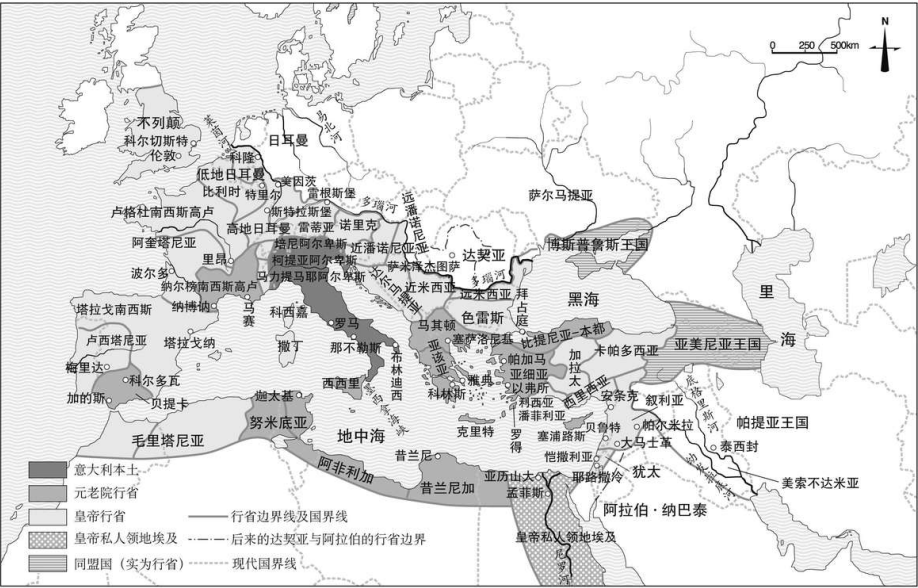 N
0 250 500km
不列颠
科尔切斯特
伦敦
莱茵河
易北河
日耳曼
科隆
低地日耳曼
比利时
特里尔
美因茨
雷根斯堡
多瑙河
远潘诺尼亚
萨尔马提亚
卢格杜南西斯高卢
斯特拉斯堡
高地日耳曼
雷蒂亚
诺里克
阿奎塔尼亚
培尼阿尔卑斯
近潘诺尼亚
达契亚
博斯普鲁斯王国
里昂
柯提亚阿尔卑斯
萨米泽杰图萨
波尔多
马力提马耶阿尔卑斯
达尔马提亚
多瑙河
纳尔榜南西斯高卢
近米西亚
远米西亚
拜占庭
黑海
里海
塔拉戈南西斯
纳博讷
马赛
科西嘉
罗马
马其顿
色雷斯
卢西塔尼亚
塔拉戈纳
撒丁
那不勒斯
布林迪西
塞萨洛尼基
比提尼亚-本都
亚美尼亚王国
梅里达
亚该亚
帕加马
加拉太
卡帕多西亚
科尔多瓦
西西里
雅典
亚细亚
以弗所
西里西亚
安条克
叙利亚
底格里斯河
加的斯
贝提卡
迦太基
科林斯
利西亚
潘菲利亚
帕提亚王国
毛里塔尼亚
努米底亚
地中海
克里特
罗得
塞浦路斯
贝鲁特
帕尔米拉
大马士革
泰西封
幼发拉底河
阿非利加
昔兰尼
恺撒利亚
犹太
美索不达米亚
昔兰尼加
亚历山大
孟菲斯
耶路撒冷
阿拉伯·纳巴泰
皇帝私人领地埃及
尼罗河
意大利本土
元老院行省
皇帝行省
行省边界线及国界线
皇帝私人领地埃及
后来的达契亚与阿拉伯的行省边界
同盟国（实为行省）
现代国界线